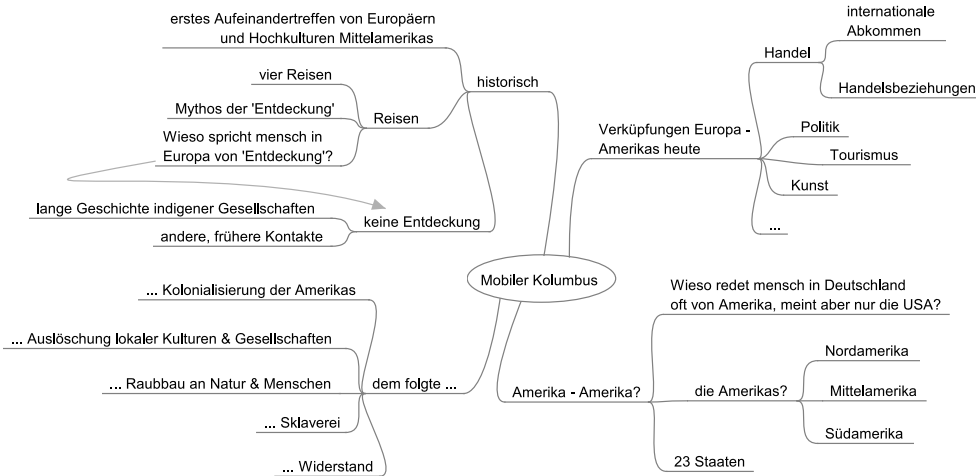 erstes Aufeinandertreffen von Europäern
und Hochkulturen Mittelamerikas
historisch
vier Reisen
Mythos der 'Entdeckung'
Reisen
Wieso spricht mensch in
Europa von 'Entdeckung'?
lange Geschichte indigener Gesellschaften
keine Entdeckung
andere, frühere Kontakte
internationale
Abkommen
Handel
Handelsbeziehungen
Verküpfungen Europa -
Amerikas heute
Politik
Tourismus
Kunst
...
Mobiler Kolumbus
... Kolonialisierung der Amerikas
... Auslöschung lokaler Kulturen & Gesellschaften
... Raubbau an Natur & Menschen
dem folgte ...
... Sklaverei
... Widerstand
Wieso redet mensch in Deutschland
oft von Amerika, meint aber nur die USA?
Amerika - Amerika?
die Amerikas?
Nordamerika
Mittelamerika
Südamerika
23 Staaten